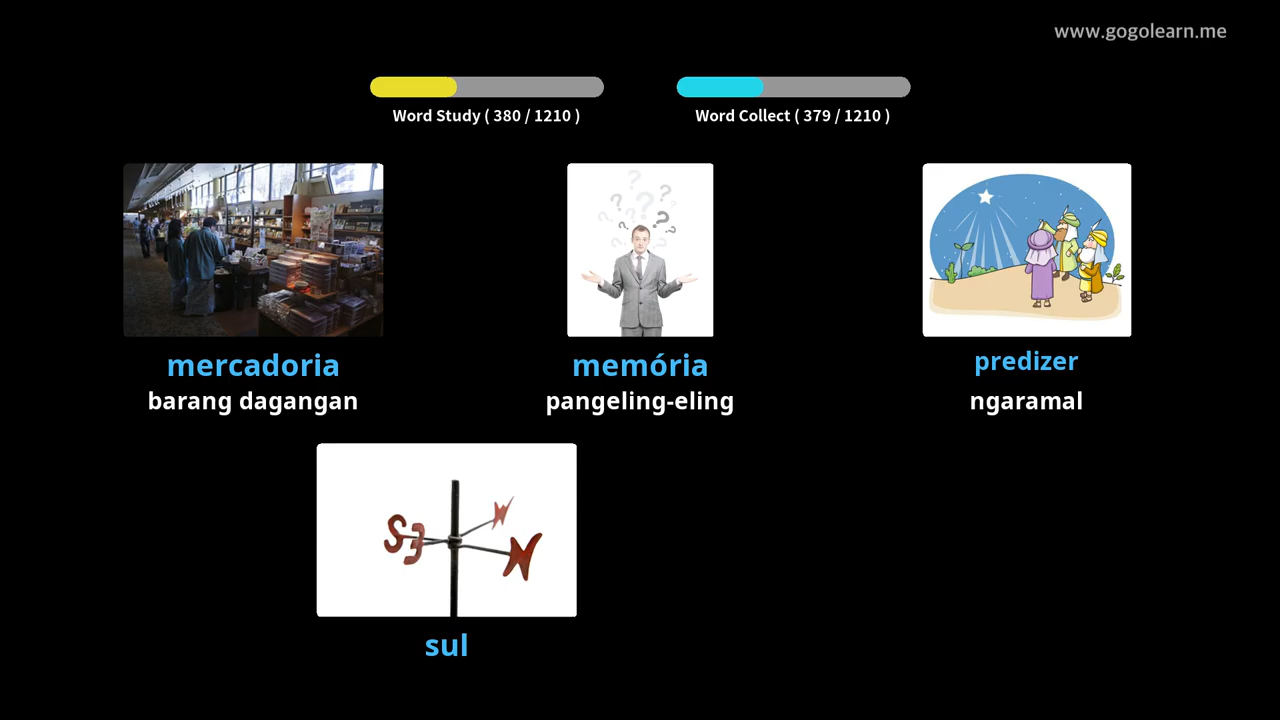 www.gogolearn.me
Word Study ( 380 / 1210 )
Word Collect ( 379 / 1210 )
mercadoria
memória
predizer
barang dagangan
pangeling-eling
ngaramal
sul